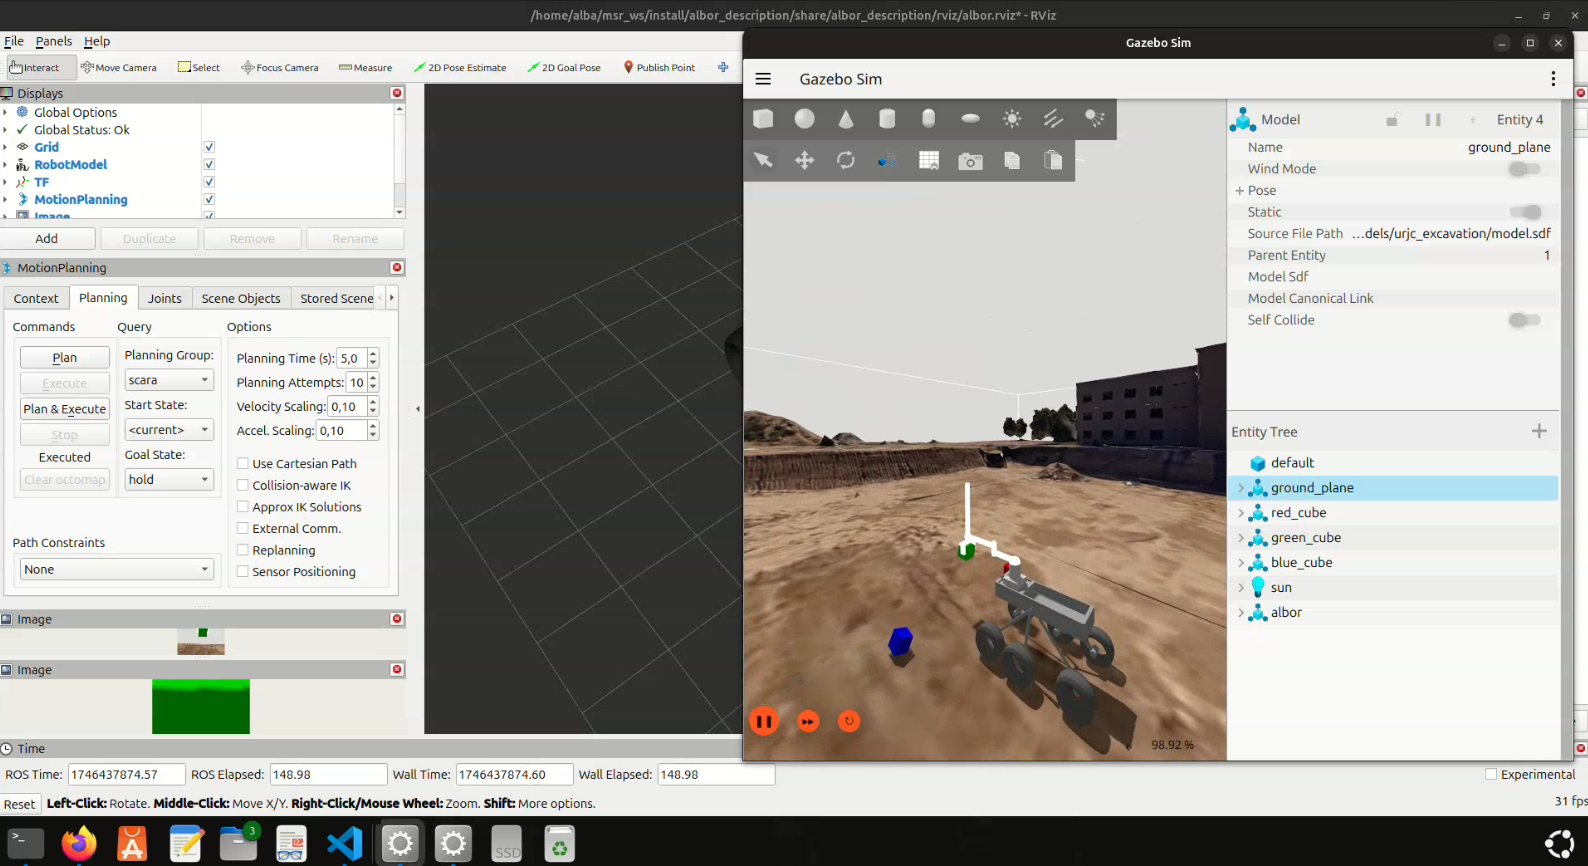 /home/alba/msr_ws/install/albor_description/share/albor_description/rviz/albor.rviz* - RViz
File Panels Help
Interact Move Camera Select Focus Camera Measure 2D Pose Estimate 2D Goal Pose Publish Point
Displays
Global Options
Global Status: Ok
Grid
RobotModel
TF
MotionPlanning
Image
Add Duplicate Remove Rename
MotionPlanning
Context Planning Joints Scene Objects Stored Scene
Commands Query Options
Plan
Execute
Plan & Execute
Stop
Executed
Clear octomap
Planning Group:
scara
Start State:
<current>
Goal State:
hold
Planning Time (s): 5,0
Planning Attempts: 10
Velocity Scaling: 0,10
Accel. Scaling: 0,10
Use Cartesian Path
Collision-aware IK
Approx IK Solutions
External Comm.
Replanning
Sensor Positioning
Path Constraints
None
Image
Image
Gazebo Sim
Gazebo Sim
98.92 %
Model Entity 4
Name ground_plane
Wind Mode
Pose
Static
Source File Path …dels/urjc_excavation/model.sdf
Parent Entity 1
Model Sdf
Model Canonical Link
Self Collide
Entity Tree
default
ground_plane
red_cube
green_cube
blue_cube
sun
albor
Time
ROS Time: 1746437874.57 ROS Elapsed: 148.98 Wall Time: 1746437874.60 Wall Elapsed: 148.98 Experimental
Reset Left-Click: Rotate. Middle-Click: Move X/Y. Right-Click/Mouse Wheel: Zoom. Shift: More options. 31 fps
3
SSD